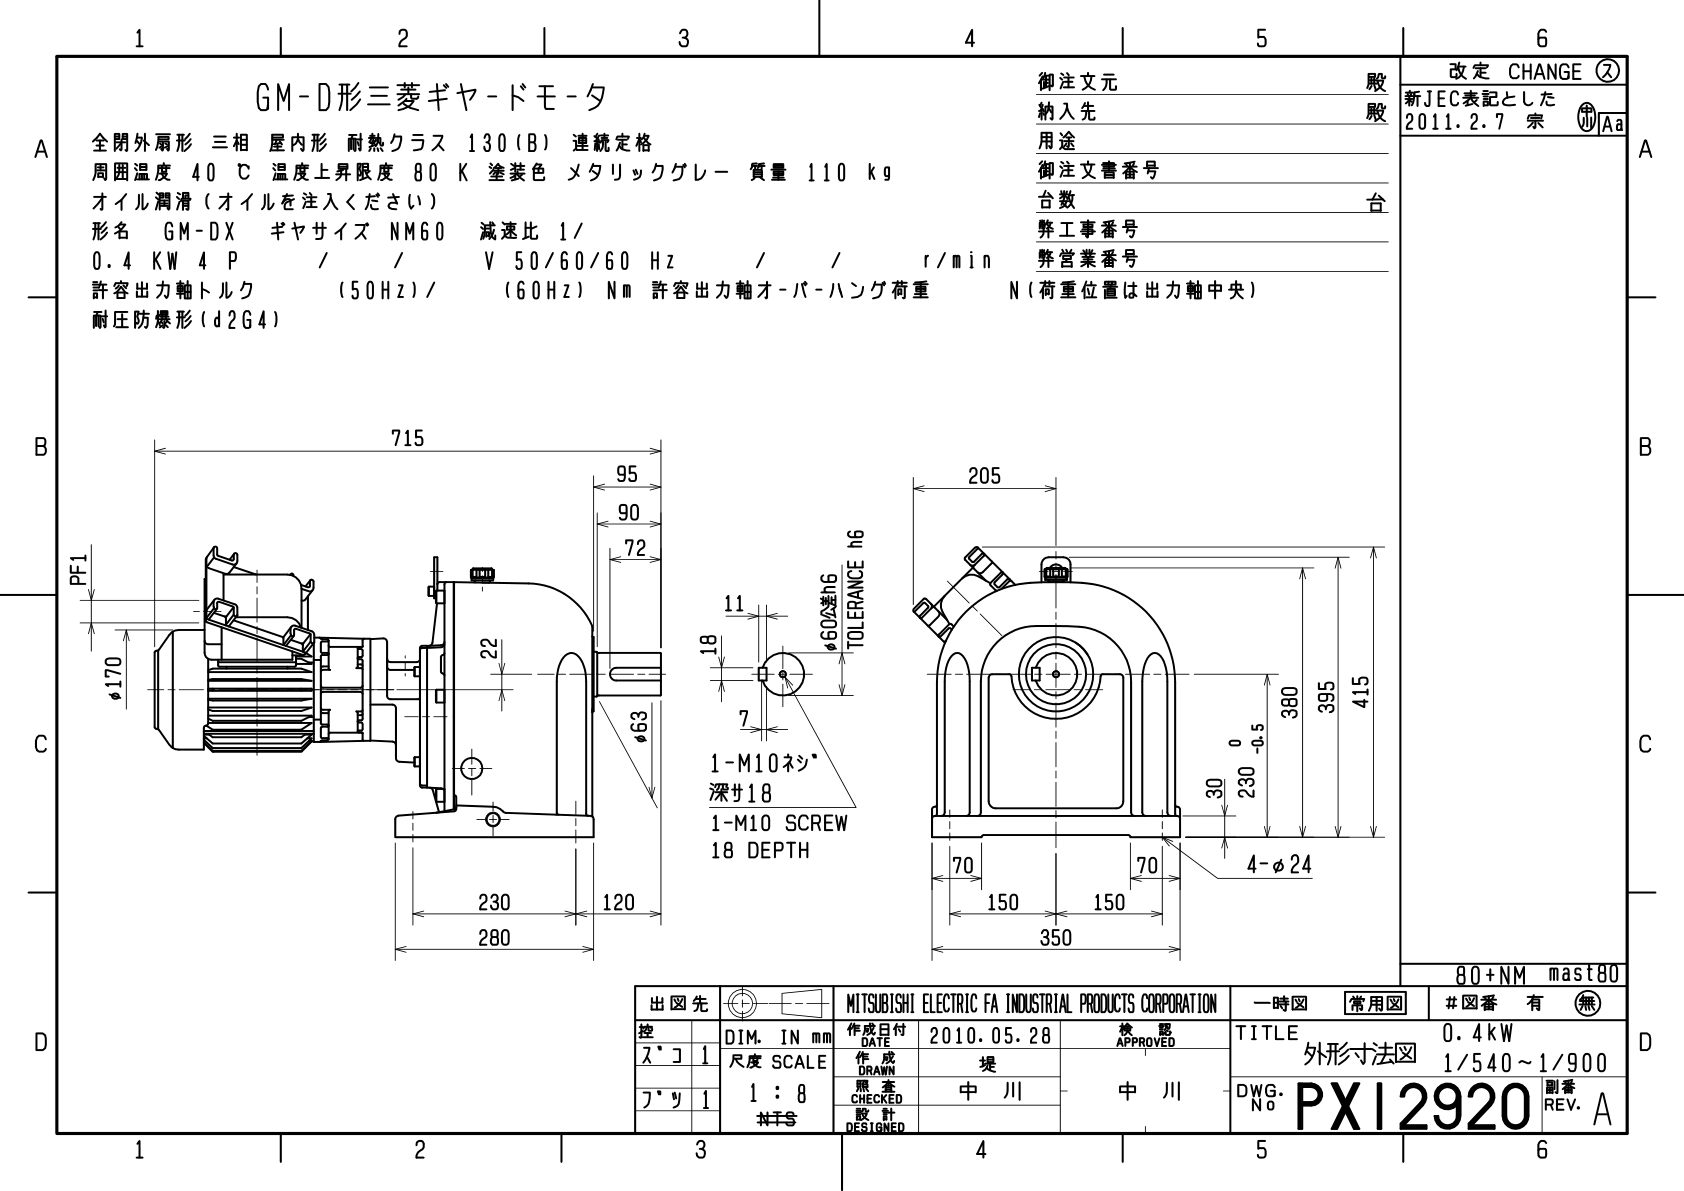 1 2 3 4 5 6
GM-D形三菱ギヤードモータ
全閉外扇形 三相 屋内形 耐熱クラス 130(B) 連続定格
周囲温度 40 ℃ 温度上昇限度 80 K 塗装色 メタリックグレー 質量 110 kg
オイル潤滑(オイルを注入ください)
形名 GM-DX ギヤサイズ NM60 減速比 1/
0.4 KW 4 P / / V 50/60/60 Hz / / r/min
許容出力軸トルク (50Hz)/ (60Hz) Nm 許容出力軸オーバーハング荷重 N(荷重位置は出力軸中央)
耐圧防爆形(d2G4)
御注文元 殿
納入先 殿
用途
御注文書番号
台数 台
弊工事番号
弊営業番号
改定 CHANGE ス
新JEC表記とした
2011.2.7 宗 中川 Aa
A A
B B
C C
D D
715
95
90
72
PF1
φ170
22
φ63
11
18
7
φ60公差h6
TOLERANCE h6
1-M10ネジ
深サ18
1-M10 SCREW
18 DEPTH
230 120
280
205
380
395
415
230 0 -0.5
30
4-φ24
70 70
150 150
350
80+NM mast80
出図先
控
ズコ 1
ブツ 1
DIM. IN mm
尺度 SCALE
1 : 8
NTS
MITSUBISHI ELECTRIC FA INDUSTRIAL PRODUCTS CORPORATION
作成日付 DATE 2010.05.28
検認 APPROVED
作成 DRAWN 堤
照査 CHECKED 中川 中川
設計 DESIGNED
一時図 常用図 #図番 有 無
TITLE 外形寸法図
0.4kW
1/540~1/900
DWG. No PX12920
副番 REV. A
1 2 3 4 5 6